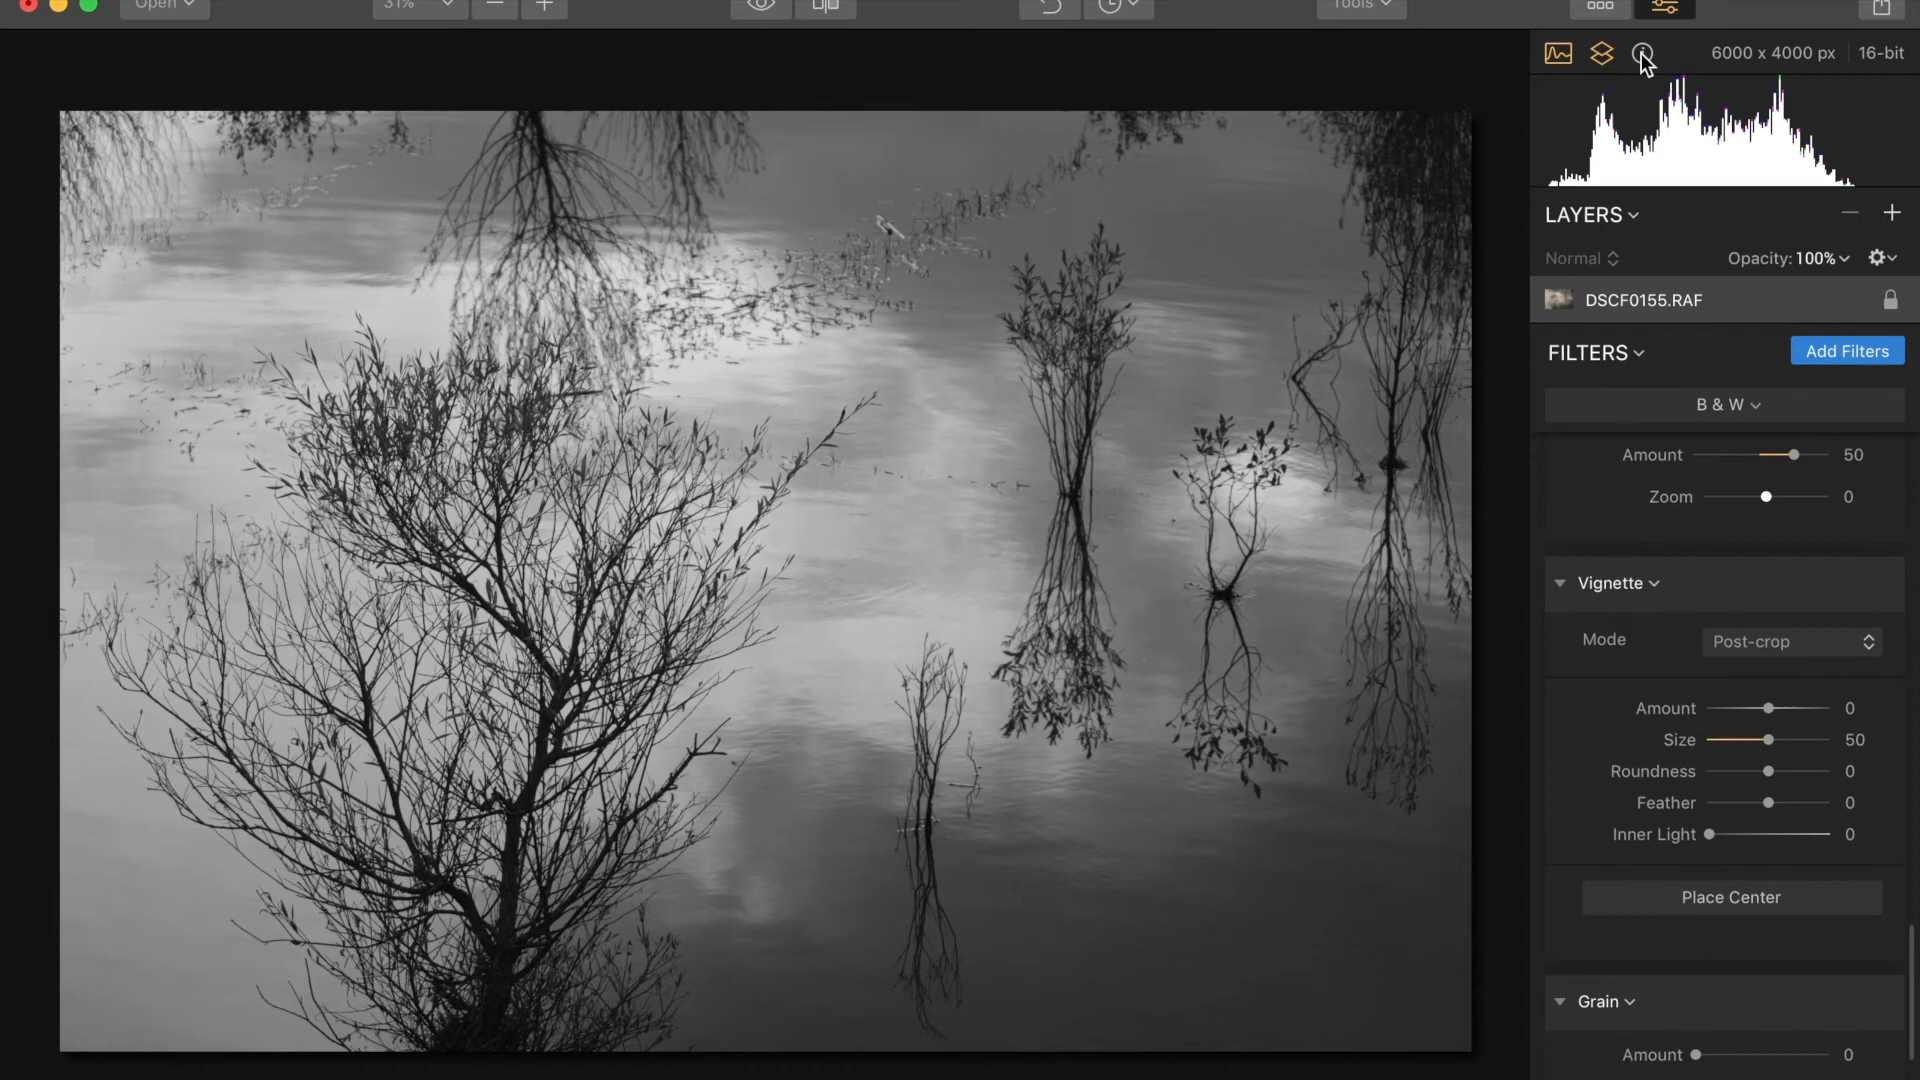 Open
31%
Tools
6000 x 4000 px 16-bit
LAYERS
Normal Opacity: 100%
DSCF0155.RAF
FILTERS Add Filters
B & W
Amount 50
Zoom 0
Vignette
Mode Post-crop
Amount 0
Size 50
Roundness 0
Feather 0
Inner Light 0
Place Center
Grain
Amount 0